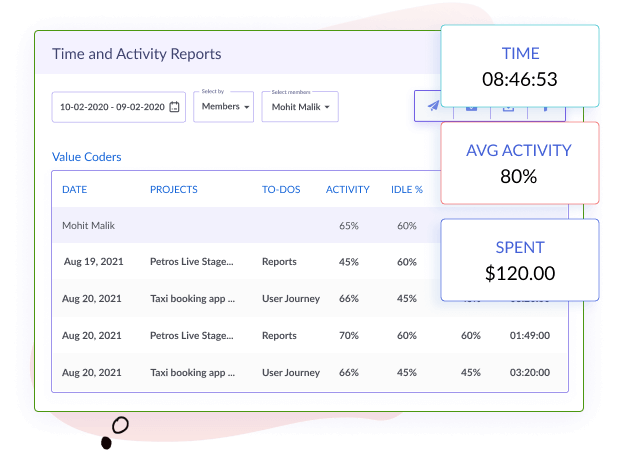 Time and Activity Reports
TIME
08:46:53
Select by
Select members
10-02-2020 - 09-02-2020
Members
Mohit Malik
AVG ACTIVITY
80%
Value Coders
DATE PROJECTS TO-DOS ACTIVITY IDLE %
Mohit Malik 65% 60%
SPENT
$120.00
Aug 19, 2021 Petros Live Stage... Reports 45% 60%
Aug 20, 2021 Taxi booking app ... User Journey 66% 45%
Aug 20, 2021 Petros Live Stage... Reports 70% 60% 60% 01:49:00
Aug 20, 2021 Taxi booking app ... User Journey 66% 45% 45% 03:20:00